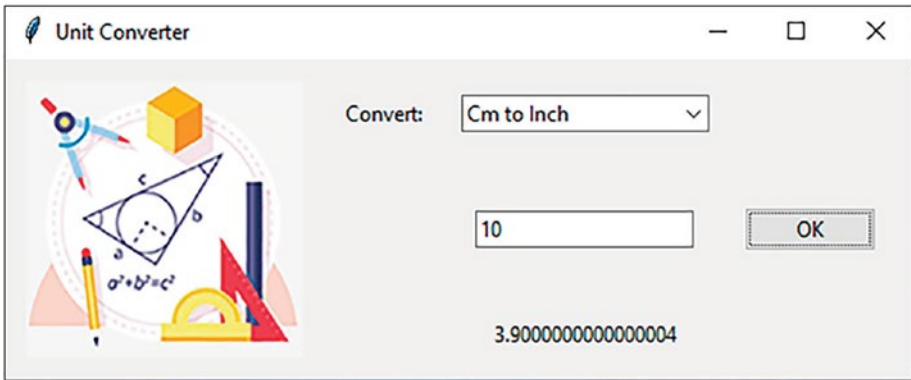 Unit Converter
Convert: Cm to Inch
c
b
a
a²+b²=c²
10 OK
3.9000000000000004